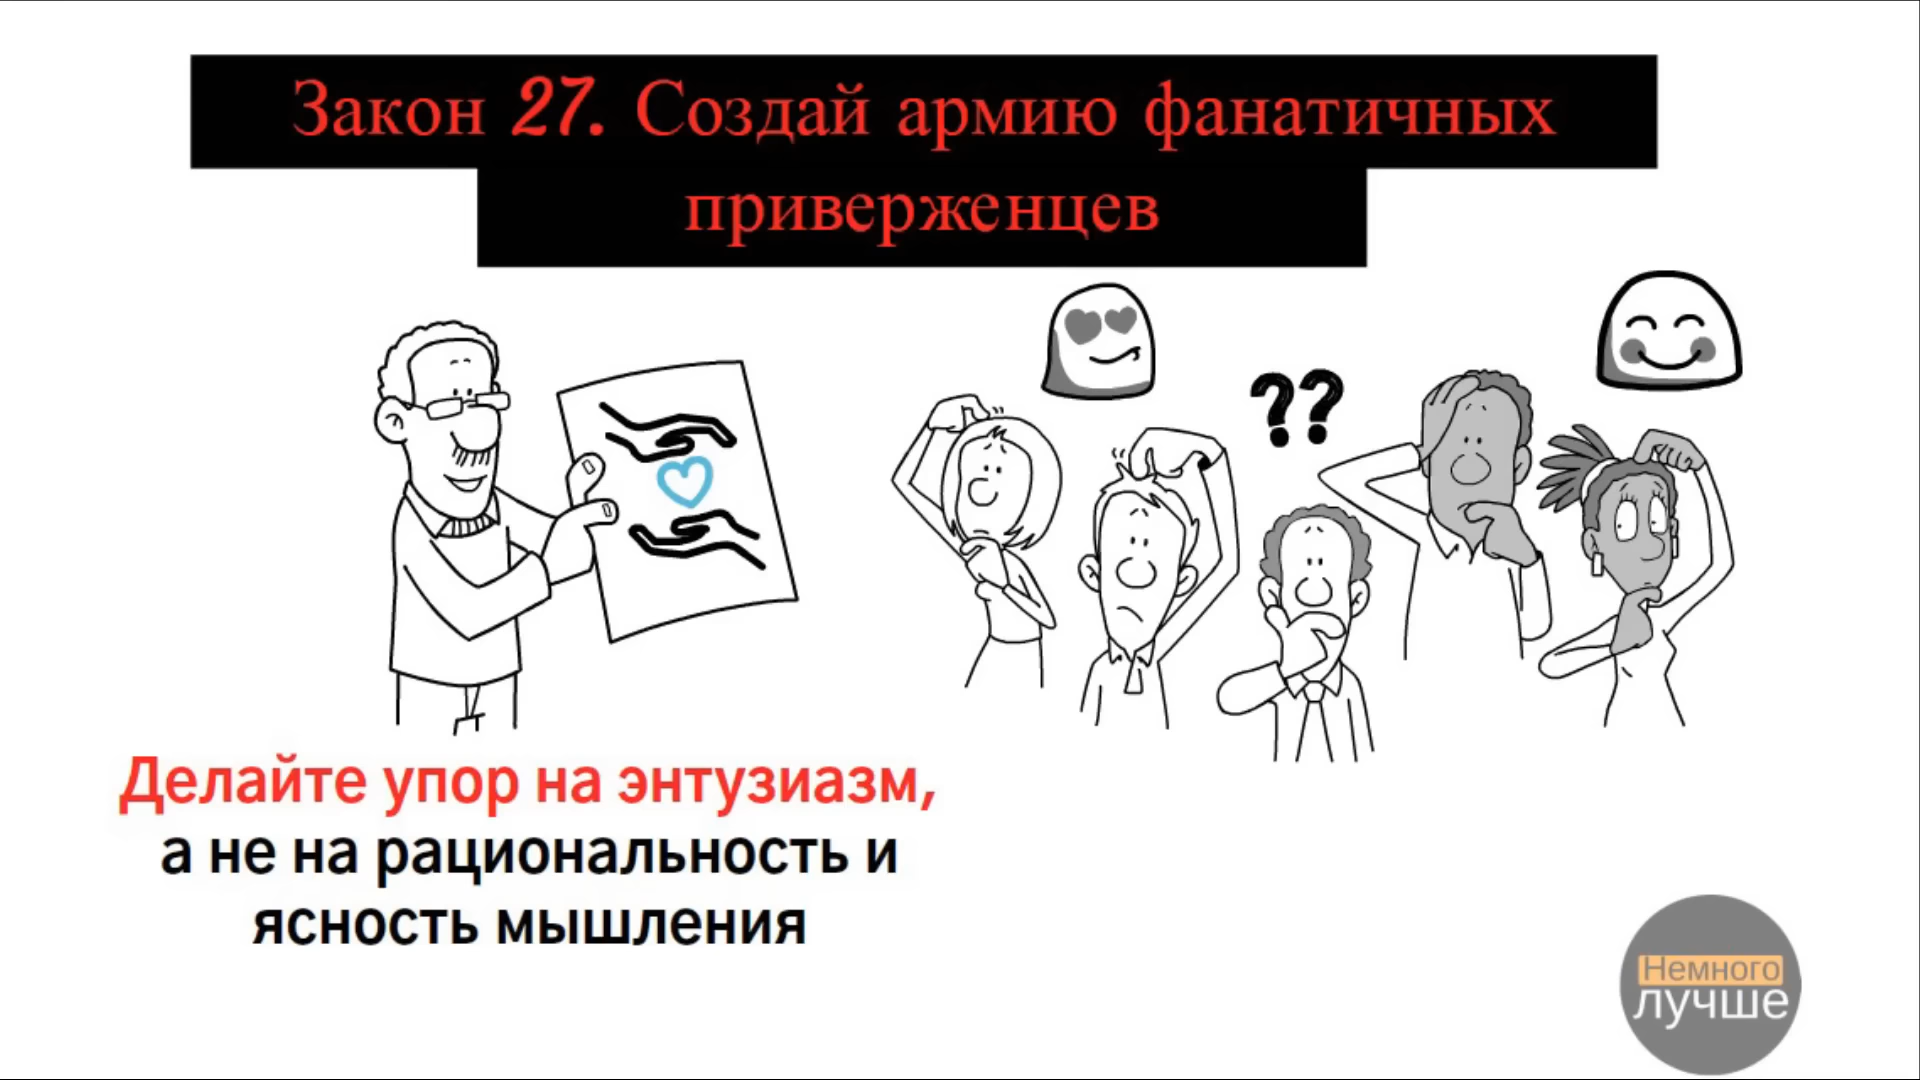 Закон 27. Создай армию фанатичных
приверженцев
??
Делайте упор на энтузиазм,
а не на рациональность и
ясность мышления
Немного
лучше